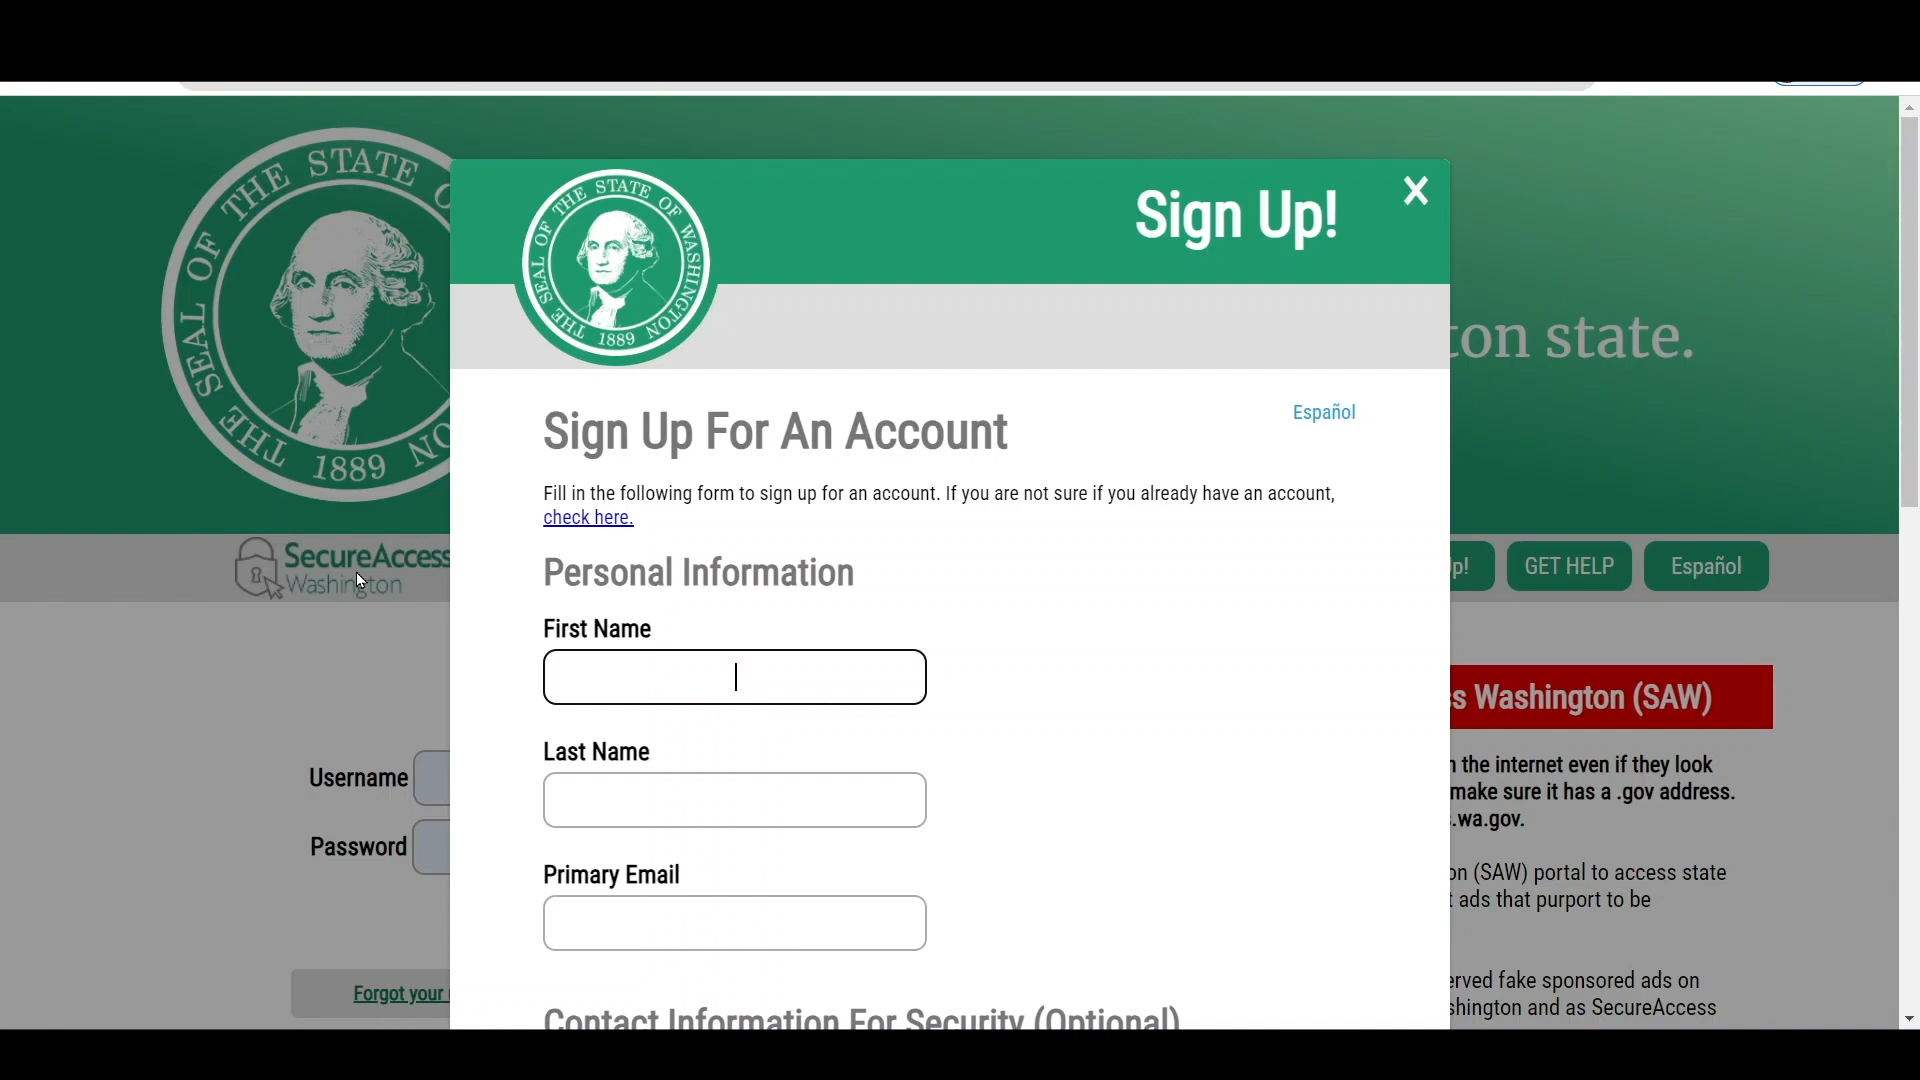 THE SEAL OF THE STATE O
NO
1889
THE SEAL OF THE STATE OF WASHINGTON
1889
Sign Up!
X
ton state.
Sign Up For An Account
Español
Fill in the following form to sign up for an account. If you are not sure if you already have an account,
check here.
SecureAccess
Washington
p!
GET HELP
Español
Personal Information
First Name
Last Name
Primary Email
Contact Information For Security (Optional)
Username
Password
Forgot your
s Washington (SAW)
the internet even if they look
make sure it has a .gov address.
.wa.gov.
on (SAW) portal to access state
t ads that purport to be
erved fake sponsored ads on
shington and as SecureAccess